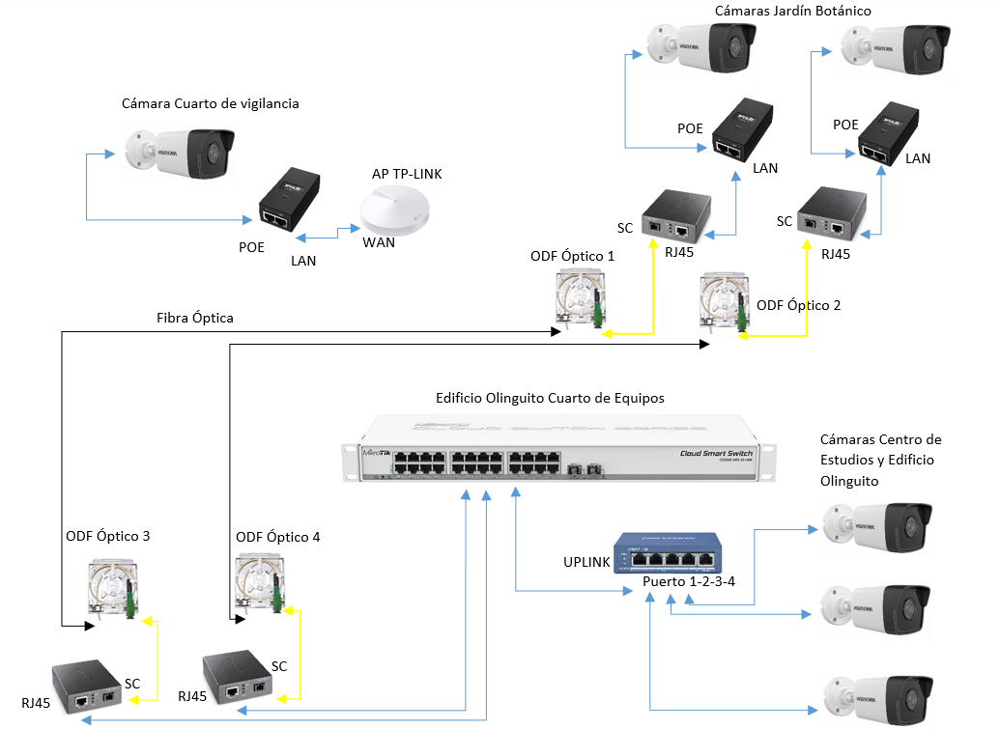 Cámaras Jardín Botánico
Cámara Cuarto de vigilancia
POE
POE
LAN
LAN
AP TP-LINK
SC
SC
RJ45
RJ45
WAN
POE
LAN
ODF Óptico 1
ODF Óptico 2
Fibra Óptica
Edificio Olinguito Cuarto de Equipos
MikroTik
Cloud Smart Switch
Cámaras Centro de
Estudios y Edificio
Olinguito
ODF Óptico 3
ODF Óptico 4
UPLINK
Puerto 1-2-3-4
SC
SC
RJ45
RJ45